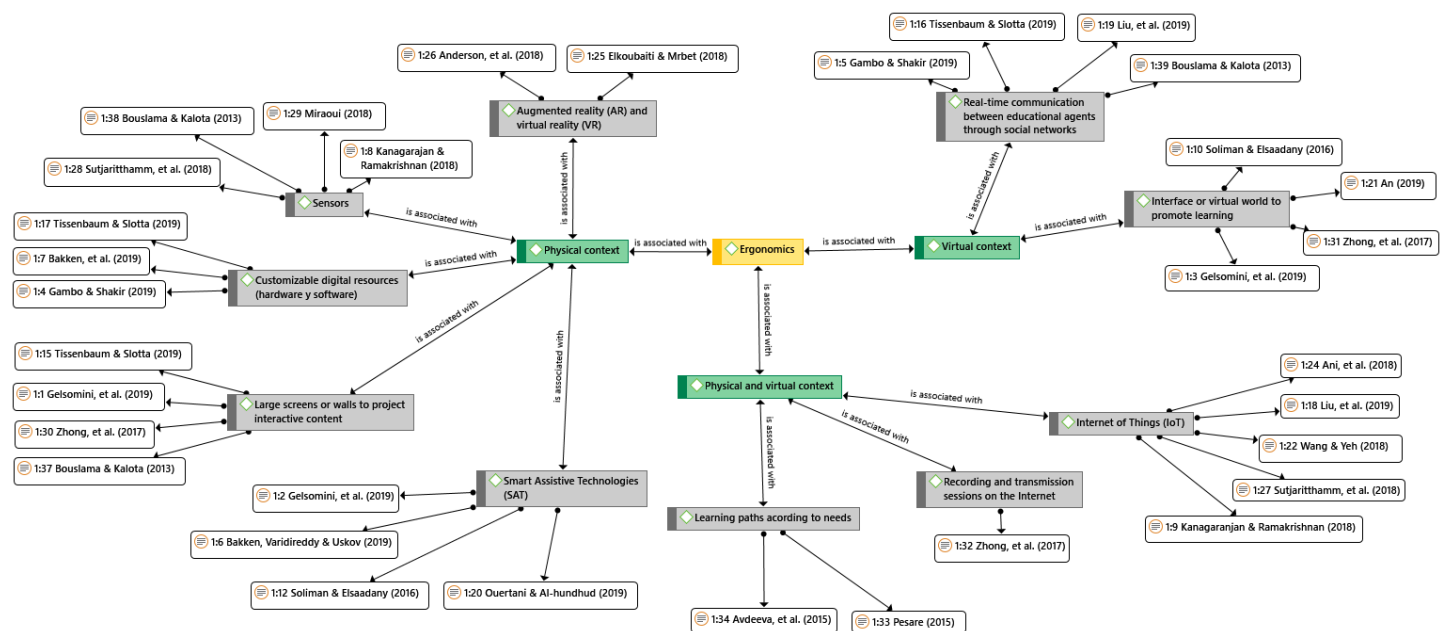 1:16 Tissenbaum & Slotta (2019)
1:19 Liu, et al. (2019)
1:26 Anderson, et al. (2018)
1:25 Elkoubaiti & Mrbet (2018)
1:5 Gambo & Shakir (2019)
1:39 Bouslama & Kalota (2013)
Augmented reality (AR) and
virtual reality (VR)
Real-time communication
between educational agents
through social networks
1:38 Bouslama & Kalota (2013)
1:29 Miraoui (2018)
1:8 Kanagarajan &
Ramakrishnan (2018)
1:28 Sutjaritthamm, et al. (2018)
1:10 Soliman & Elsaadany (2016)
1:21 An (2019)
Sensors
is associated with
is associated with
is associated with
Interface or virtual world to
promote learning
is associated with
1:17 Tissenbaum & Slotta (2019)
1:7 Bakken, et al. (2019)
1:4 Gambo & Shakir (2019)
Customizable digital resources
(hardware y software)
is associated with
Physical context
is associated with
Ergonomics
is associated with
Virtual context
1:31 Zhong, et al. (2017)
1:3 Gelsomini, et al. (2019)
is associated with
is associated with
is associated with
1:15 Tissenbaum & Slotta (2019)
1:1 Gelsomini, et al. (2019)
1:30 Zhong, et al. (2017)
1:37 Bouslama & Kalota (2013)
Large screens or walls to project
interactive content
Physical and virtual context
is associated with
is associated with
is associated with
Internet of Things (IoT)
1:24 Ani, et al. (2018)
1:18 Liu, et al. (2019)
1:22 Wang & Yeh (2018)
1:27 Sutjaritthamm, et al. (2018)
1:9 Kanagaranjan & Ramakrishnan (2018)
Smart Assistive Technologies
(SAT)
1:2 Gelsomini, et al. (2019)
1:6 Bakken, Varidireddy & Uskov (2019)
1:12 Soliman & Elsaadany (2016)
1:20 Ouertani & Al-hundhud (2019)
Learning paths acording to needs
Recording and transmission
sessions on the Internet
1:32 Zhong, et al. (2017)
1:34 Avdeeva, et al. (2015)
1:33 Pesare (2015)